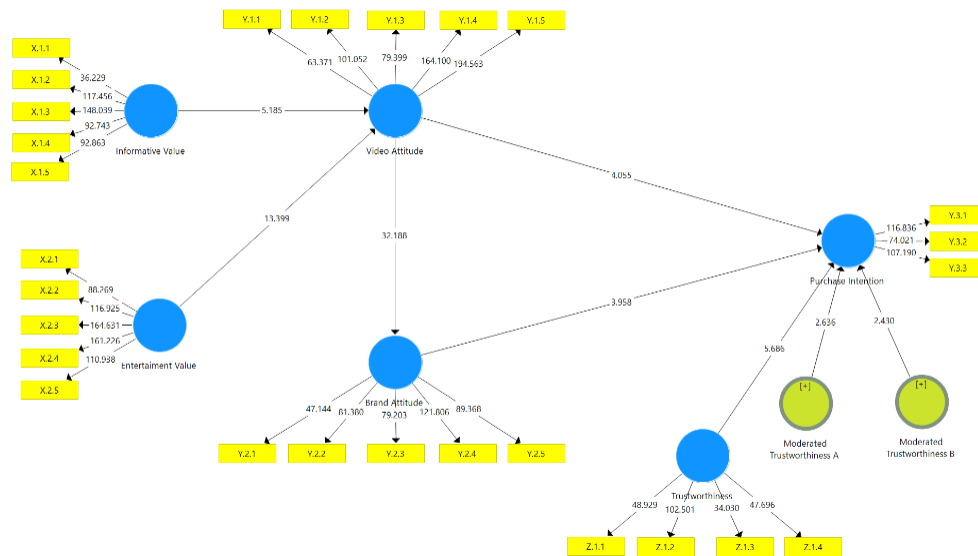 Y.1.1
Y.1.2
Y.1.3
Y.1.4
Y.1.5
63.371
101.052
79.399
164.100
194.563
X.1.1
X.1.2
X.1.3
X.1.4
X.1.5
36.229
117.456
148.039
92.743
92.863
Informative Value
5.185
Video Attitude
4.055
13.399
32.188
Y.3.1
Y.3.2
Y.3.3
116.836
74.021
107.190
Purchase Intention
X.2.1
X.2.2
X.2.3
X.2.4
X.2.5
88.269
116.925
164.631
161.226
110.938
Entertaiment Value
3.958
5.686
2.636
2.430
Brand Attitude
47.144
81.380
79.203
121.806
89.368
Y.2.1
Y.2.2
Y.2.3
Y.2.4
Y.2.5
[+]
Moderated
Trustworthiness A
[+]
Moderated
Trustworthiness B
Trustworthiness
48.929
102.501
34.030
47.696
Z.1.1
Z.1.2
Z.1.3
Z.1.4